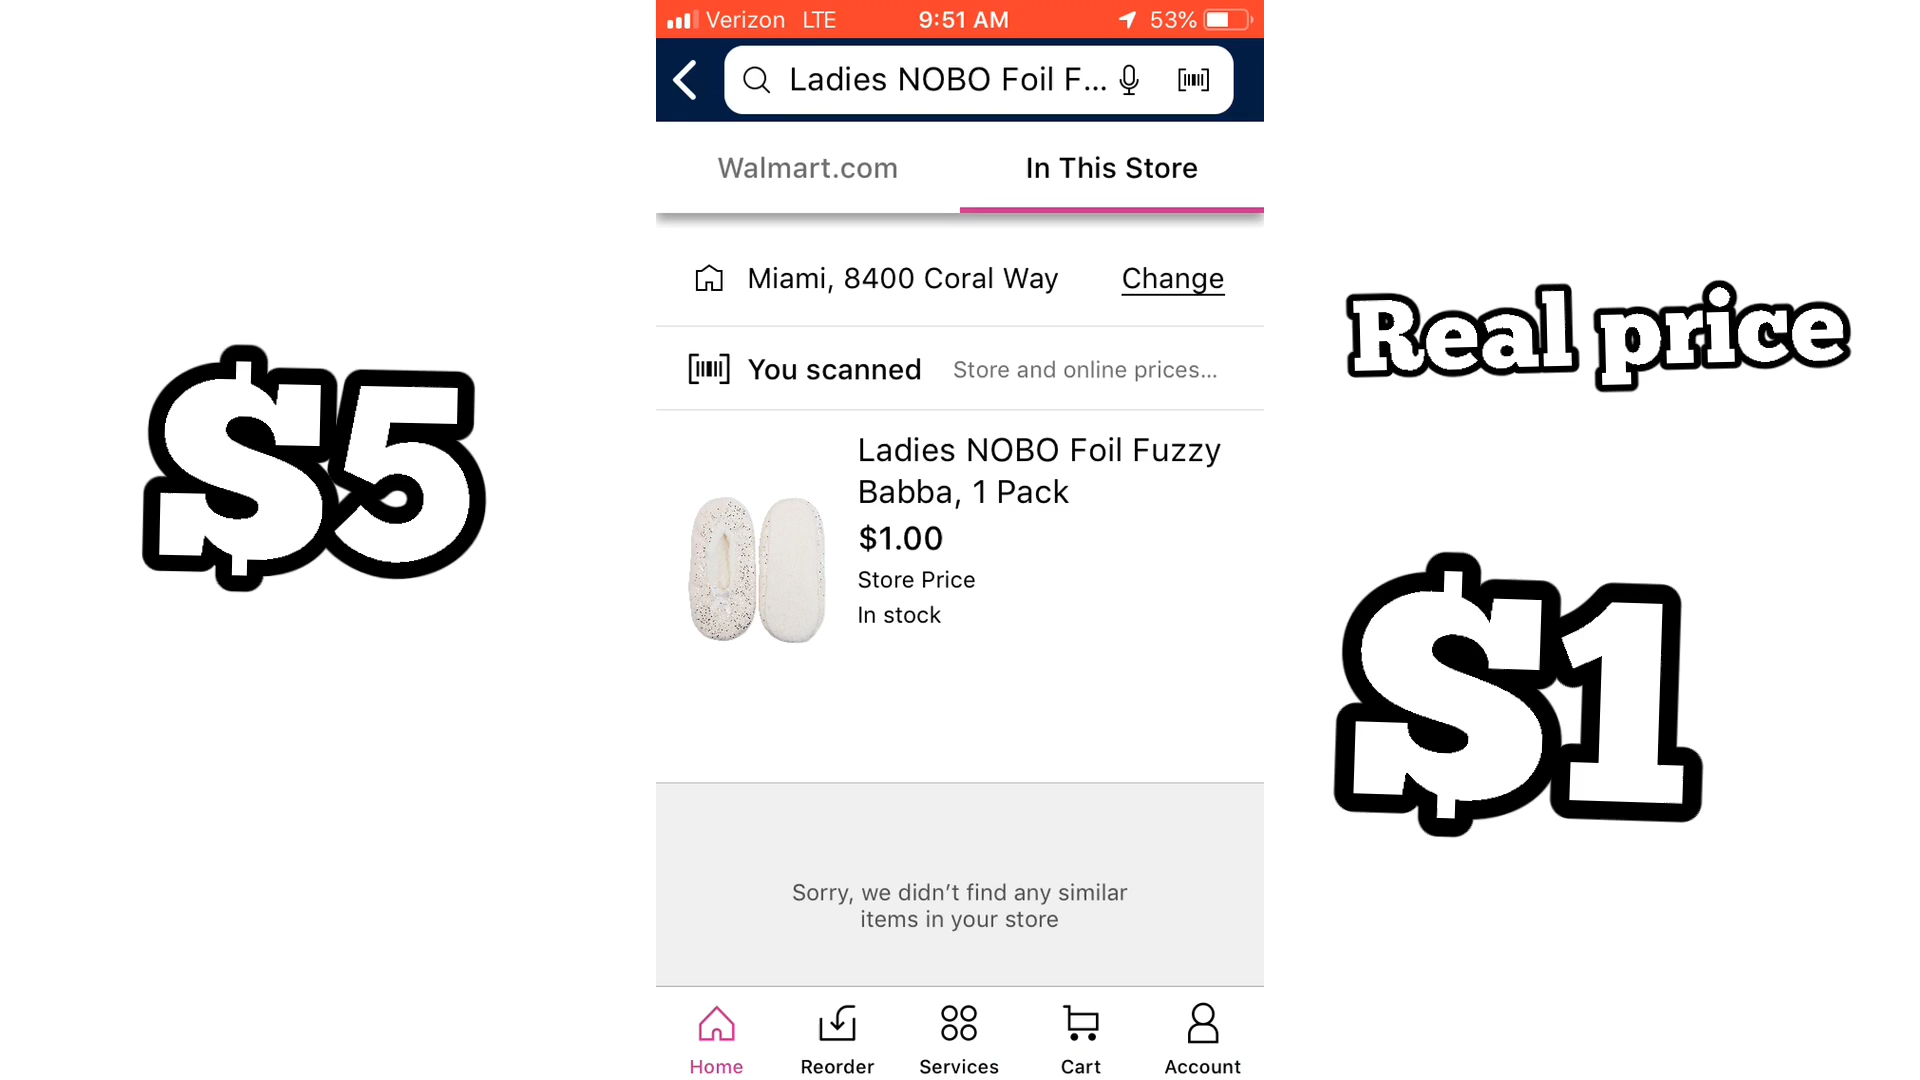 Verizon LTE 9:51 AM 53%
Ladies NOBO Foil F...
Walmart.com In This Store
Miami, 8400 Coral Way Change
You scanned Store and online prices...
Ladies NOBO Foil Fuzzy
Babba, 1 Pack
$1.00
Store Price
In stock
Sorry, we didn't find any similar
items in your store
Home Reorder Services Cart Account
$5
Real price
$1